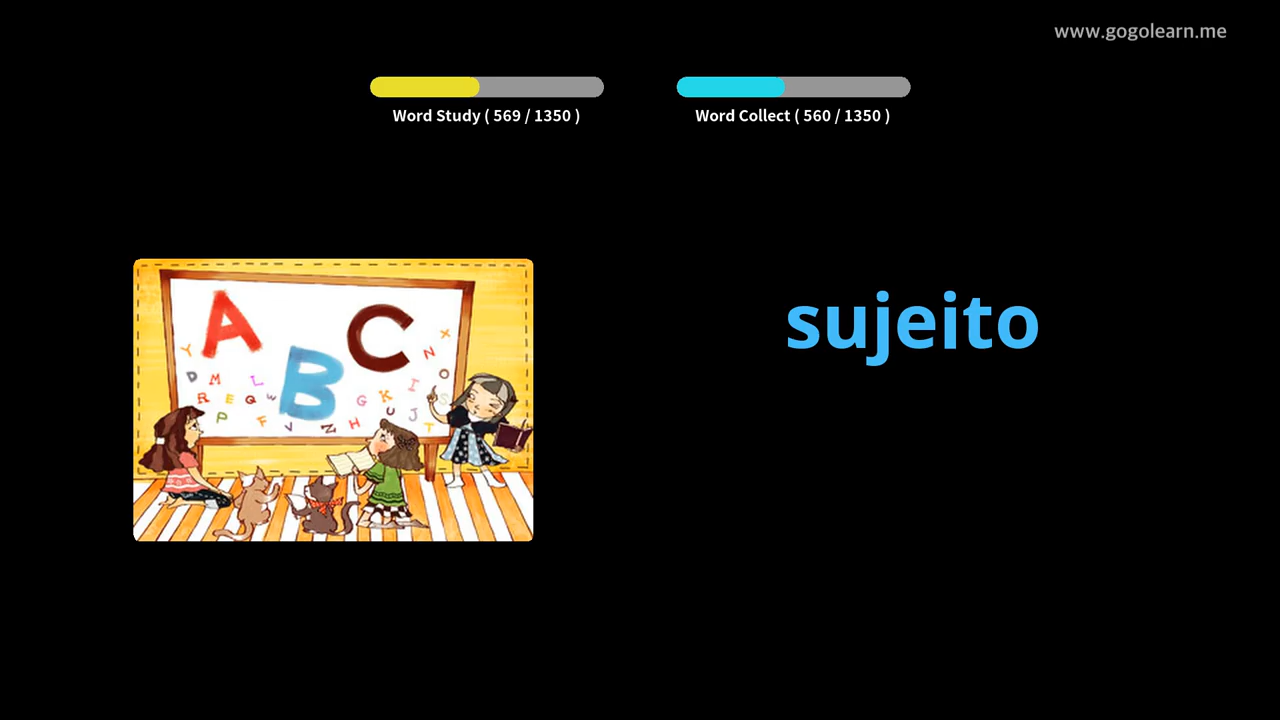 www.gogolearn.me
Word Study ( 569 / 1350 )
Word Collect ( 560 / 1350 )
sujeito
A
B
C
Y
X
N
D M L
O
R E Q W
G K I S
P
F V Z H U J T